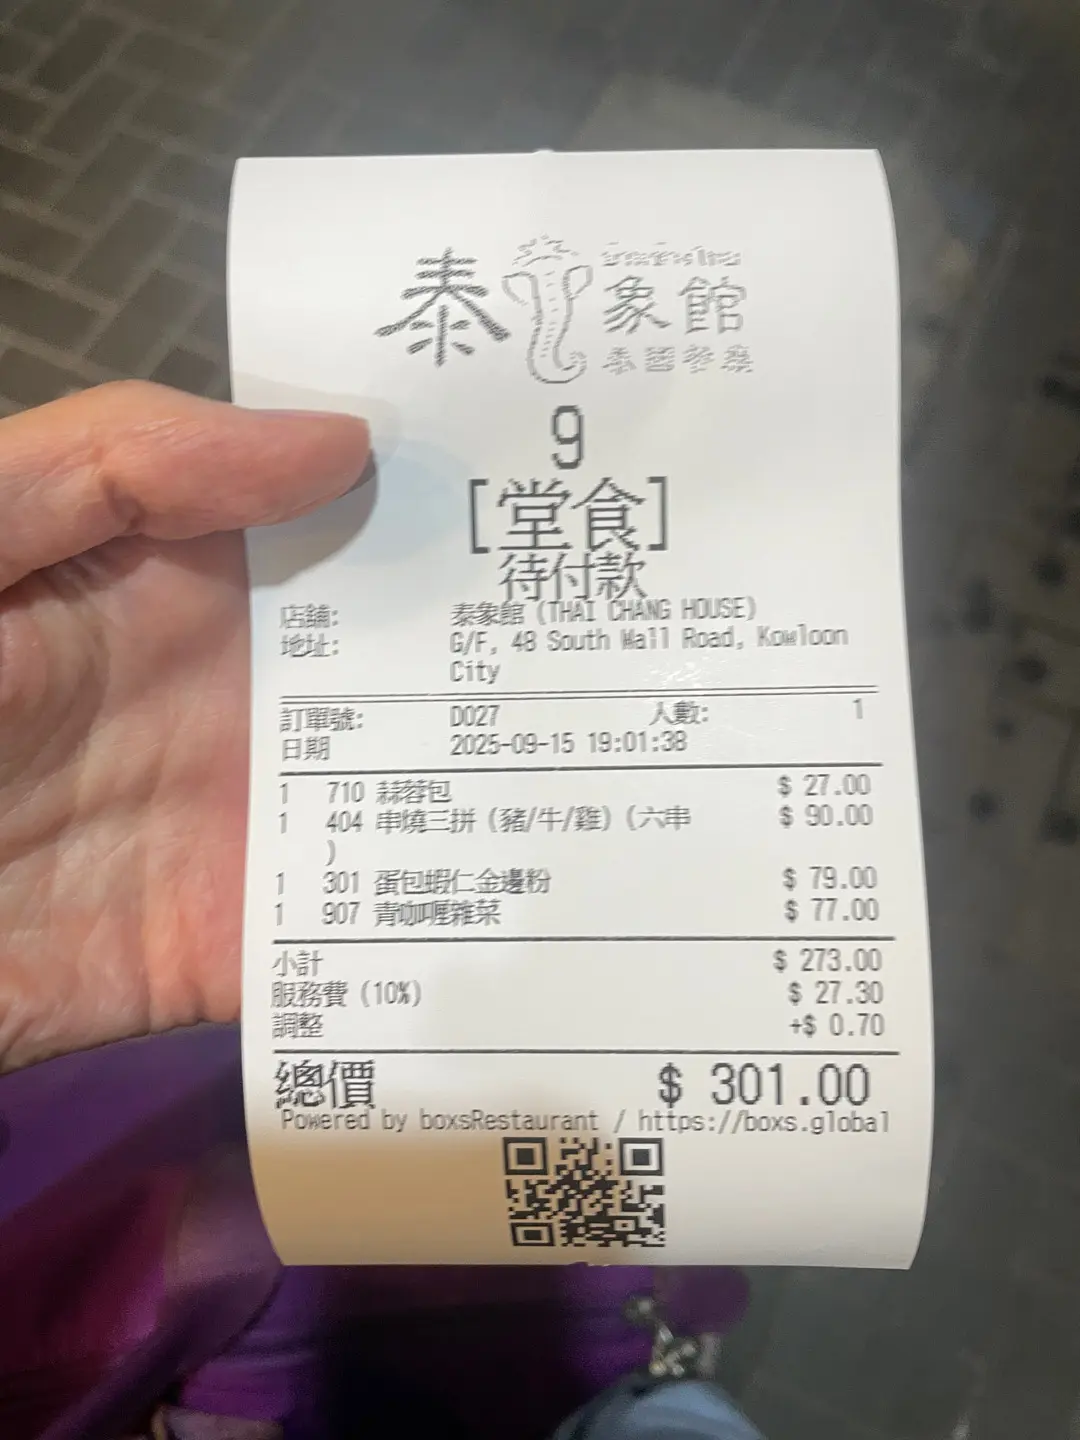 泰象館
泰國餐廳
9
[堂食]
待付款
店舖: 泰象館 (THAI CHANG HOUSE)
地址: G/F, 48 South Wall Road, Kowloon
City
訂單號: D027 人數: 1
日期 2025-09-15 19:01:38
1 710 蒜蓉包 $ 27.00
1 404 串燒三拼 (豬/牛/雞) (六串 $ 90.00
)
1 301 蛋包蝦仁金邊粉 $ 79.00
1 907 青咖喱雜菜 $ 77.00
小計 $ 273.00
服務費 (10%) $ 27.30
調整 +$ 0.70
總價 $ 301.00
Powered by boxsRestaurant / https://boxs.global